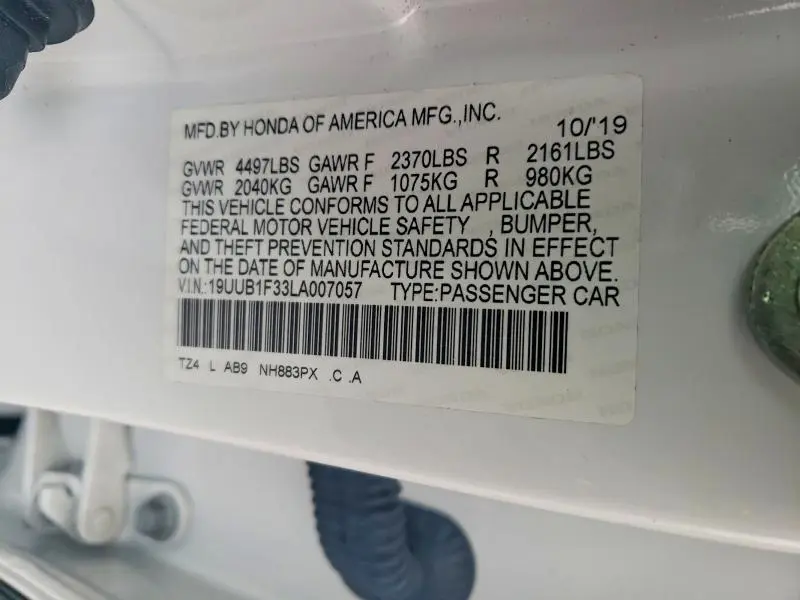 MFD.BY HONDA OF AMERICA MFG.,INC.
10/'19
GVWR 4497LBS GAWR F 2370LBS R 2161LBS
GVWR 2040KG GAWR F 1075KG R 980KG
THIS VEHICLE CONFORMS TO ALL APPLICABLE
FEDERAL MOTOR VEHICLE SAFETY , BUMPER,
AND THEFT PREVENTION STANDARDS IN EFFECT
ON THE DATE OF MANUFACTURE SHOWN ABOVE.
V.I.N.:19UUB1F33LA007057 TYPE:PASSENGER CAR
TZ4 L AB9 NH883PX .C .A